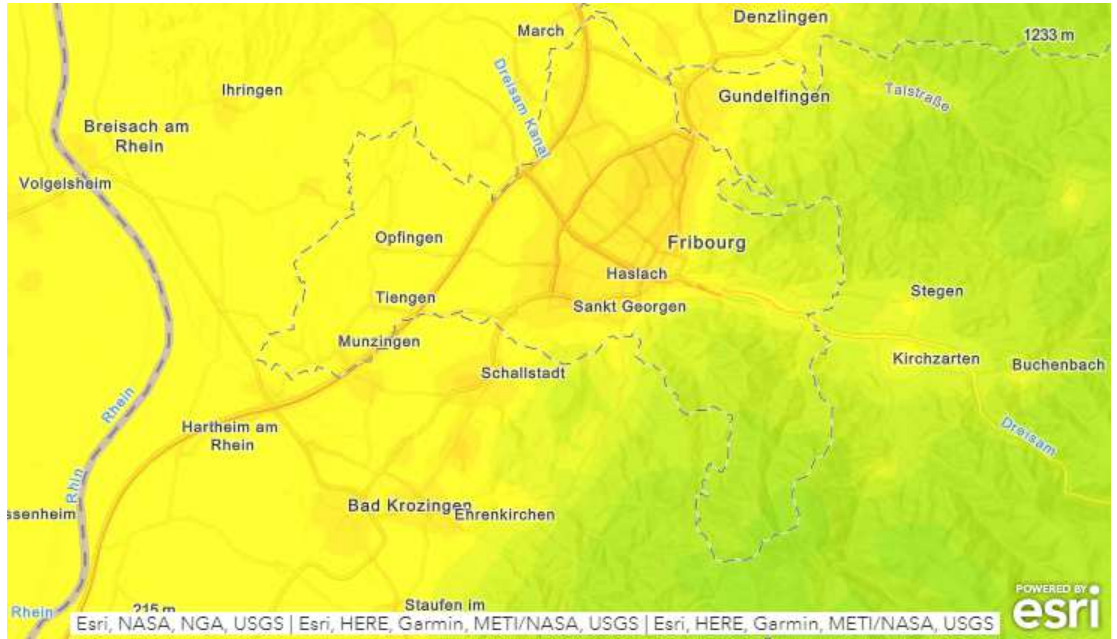 March
Denzlingen
1233 m
Dreisam Kanal
Ihringen
Gundelfingen
Talstraße
Breisach am
Rhein
Volgelsheim
Opfingen
Fribourg
Haslach
Stegen
Tiengen
Sankt Georgen
Munzingen
Kirchzarten
Buchenbach
Schallstadt
Rhein
Hartheim am
Rhein
Dreisam
Rhin
Bad Krozingen
ssenheim
Ehrenkirchen
Rhein
215 m
Staufen im
POWERED BY
esri
Esri, NASA, NGA, USGS | Esri, HERE, Garmin, METI/NASA, USGS | Esri, HERE, Garmin, METI/NASA, USGS